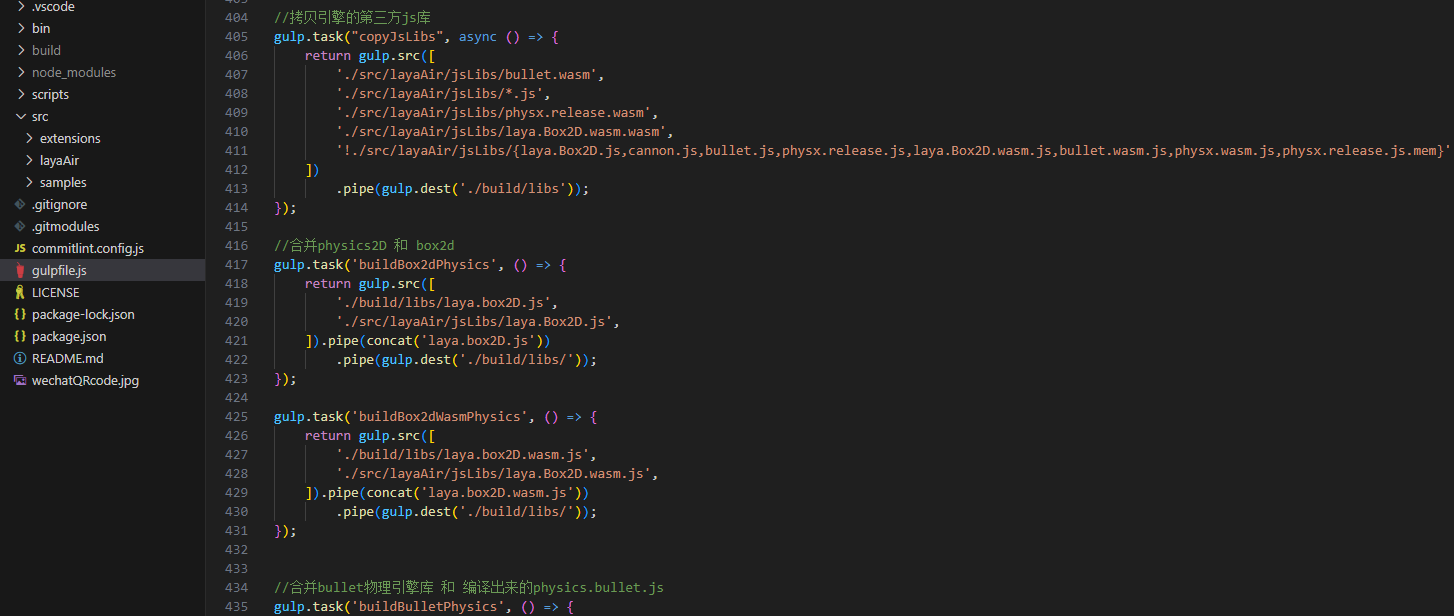 .vscode
bin
build
node_modules
scripts
src
extensions
layaAir
samples
.gitignore
.gitmodules
JS commitlint.config.js
gulpfile.js
LICENSE
{} package-lock.json
{} package.json
README.md
wechatQRcode.jpg
404 //拷贝引擎的第三方js库
405 gulp.task("copyJsLibs", async () => {
406 return gulp.src([
407 './src/layaAir/jsLibs/bullet.wasm',
408 './src/layaAir/jsLibs/*.js',
409 './src/layaAir/jsLibs/physx.release.wasm',
410 './src/layaAir/jsLibs/laya.Box2D.wasm.wasm',
411 '!./src/layaAir/jsLibs/{laya.Box2D.js,cannon.js,bullet.js,physx.release.js,laya.Box2D.wasm.js,bullet.wasm.js,physx.wasm.js,physx.release.js.mem}'
412 ])
413 .pipe(gulp.dest('./build/libs'));
414 });
415
416 //合并physics2D 和 box2d
417 gulp.task('buildBox2dPhysics', () => {
418 return gulp.src([
419 './build/libs/laya.box2D.js',
420 './src/layaAir/jsLibs/laya.Box2D.js',
421 ]).pipe(concat('laya.box2D.js'))
422 .pipe(gulp.dest('./build/libs/'));
423 });
424
425 gulp.task('buildBox2dWasmPhysics', () => {
426 return gulp.src([
427 './build/libs/laya.box2D.wasm.js',
428 './src/layaAir/jsLibs/laya.Box2D.wasm.js',
429 ]).pipe(concat('laya.box2D.wasm.js'))
430 .pipe(gulp.dest('./build/libs/'));
431 });
432
433
434 //合并bullet物理引擎库 和 编译出来的physics.bullet.js
435 gulp.task('buildBulletPhysics', () => {